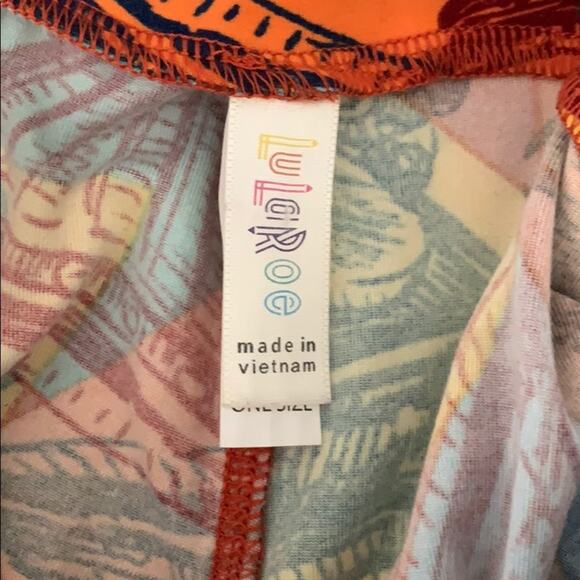 LuLaRoe
made in
vietnam
ONE SIZE